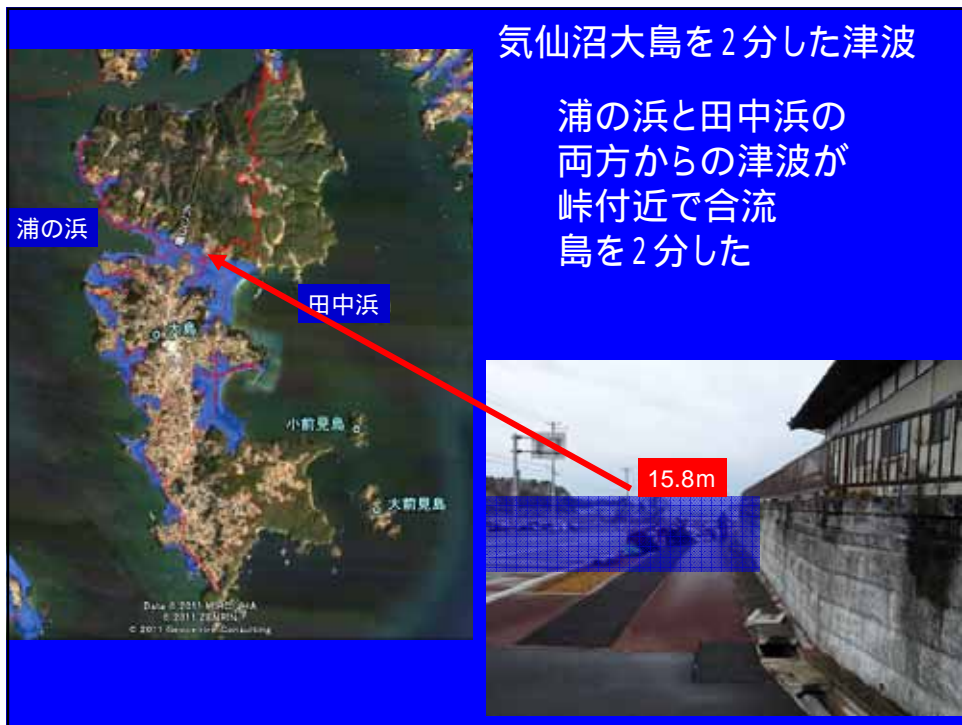 気仙沼大島を2分した津波
浦の浜と田中浜の
両方からの津波が
峠付近で合流
島を2分した
浦の浜
田中浜
大島
小前見島
大前見島
15.8m
© 2011 ZENRIN